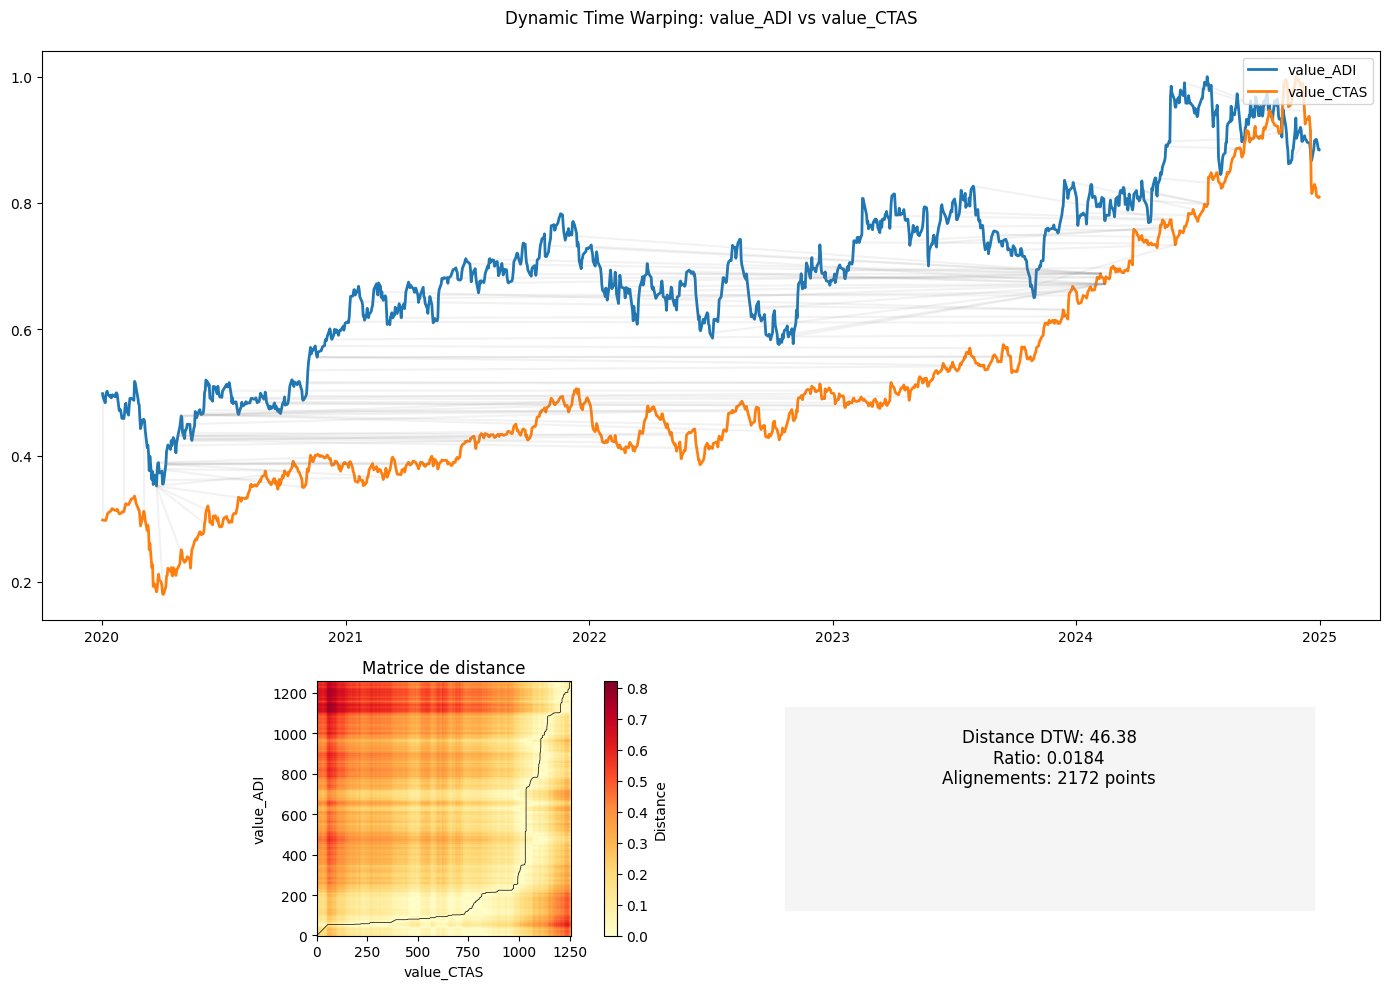 Dynamic Time Warping: value_ADI vs value_CTAS
1.0
0.8
0.6
0.4
0.2
value_ADI
value_CTAS
2020 2021 2022 2023 2024 2025
Matrice de distance
value_ADI
1200
1000
800
600
400
200
0
0 250 500 750 1000 1250
value_CTAS
0.8
0.7
0.6
0.5
0.4
0.3
0.2
0.1
0.0
Distance
Distance DTW: 46.38
Ratio: 0.0184
Alignements: 2172 points